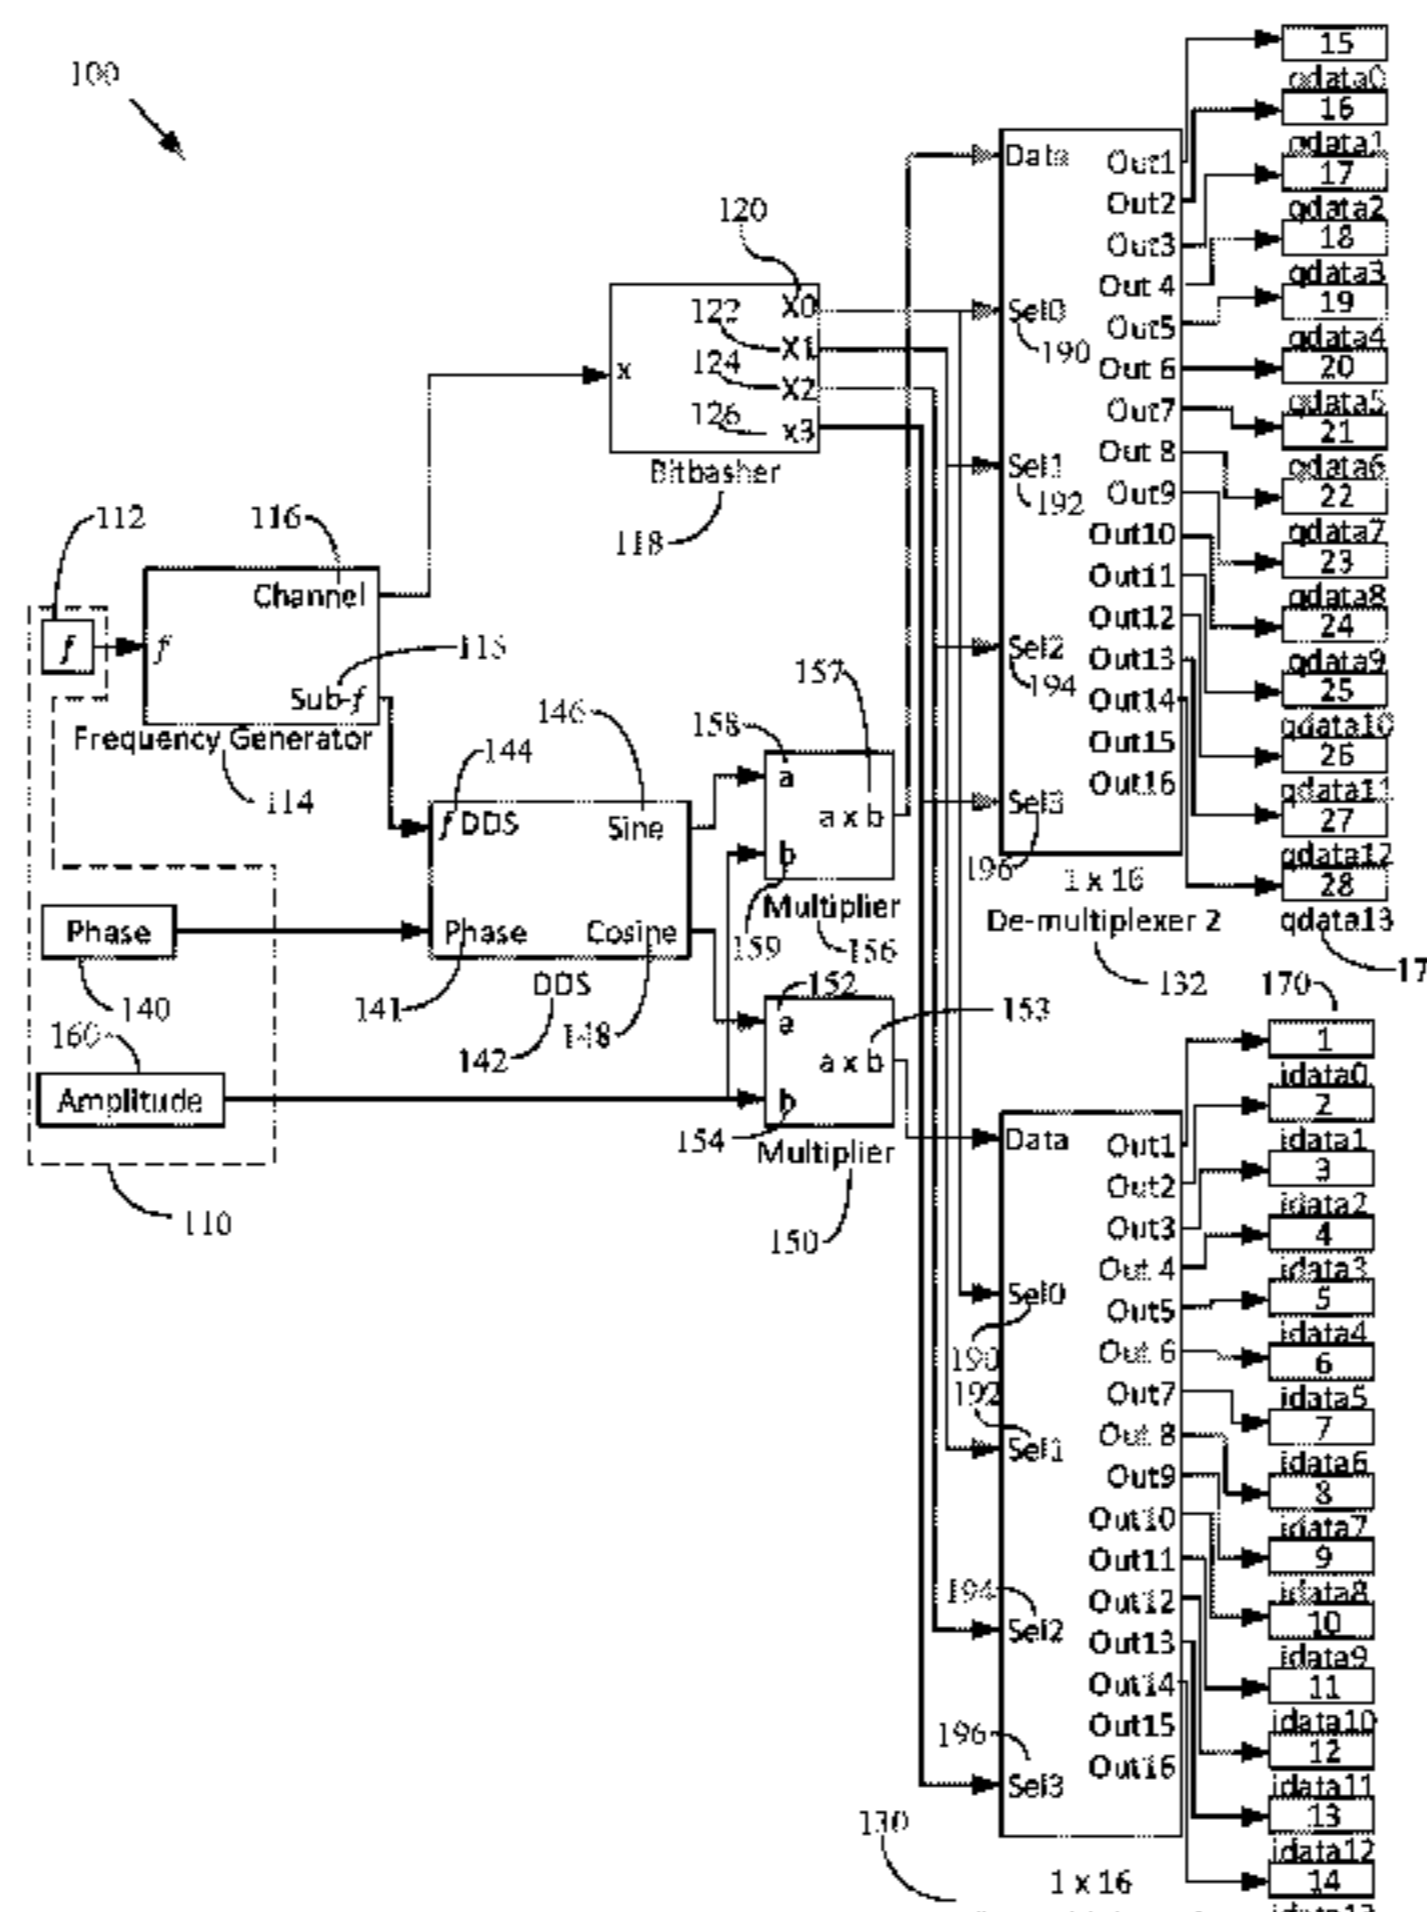 100
112
f
f
Channel
116
Sub-f
115
Frequency Generator
114
Phase
140
160
Amplitude
110
x
X0
X1
X2
x3
120
122
124
126
Bitbasher
118
f DDS
Sine
Phase
Cosine
144
146
141
148
DDS
142
a
b
a x b
158
157
159
Multiplier
156
152
a
b
a x b
153
154
Multiplier
150
Data
Sel0
190
Sel1
192
Sel2
194
Sel3
196
Out1
Out2
Out3
Out 4
Out5
Out 6
Out7
Out 8
Out9
Out10
Out11
Out12
Out13
Out14
Out15
Out16
1 x 16
De-multiplexer 2
132
15
qdata0
16
qdata1
17
qdata2
18
qdata3
19
qdata4
20
qdata5
21
qdata6
22
qdata7
23
qdata8
24
qdata9
25
qdata10
26
qdata11
27
qdata12
28
qdata13
17
170
Data
Sel0
190
192
Sel1
194
Sel2
196
Sel3
Out1
Out2
Out3
Out 4
Out5
Out 6
Out7
Out 8
Out9
Out10
Out11
Out12
Out13
Out14
Out15
Out16
130
1 x 16
1
idata0
2
idata1
3
idata2
4
idata3
5
idata4
6
idata5
7
idata6
8
idata7
9
idata8
10
idata9
11
idata10
12
idata11
13
idata12
14